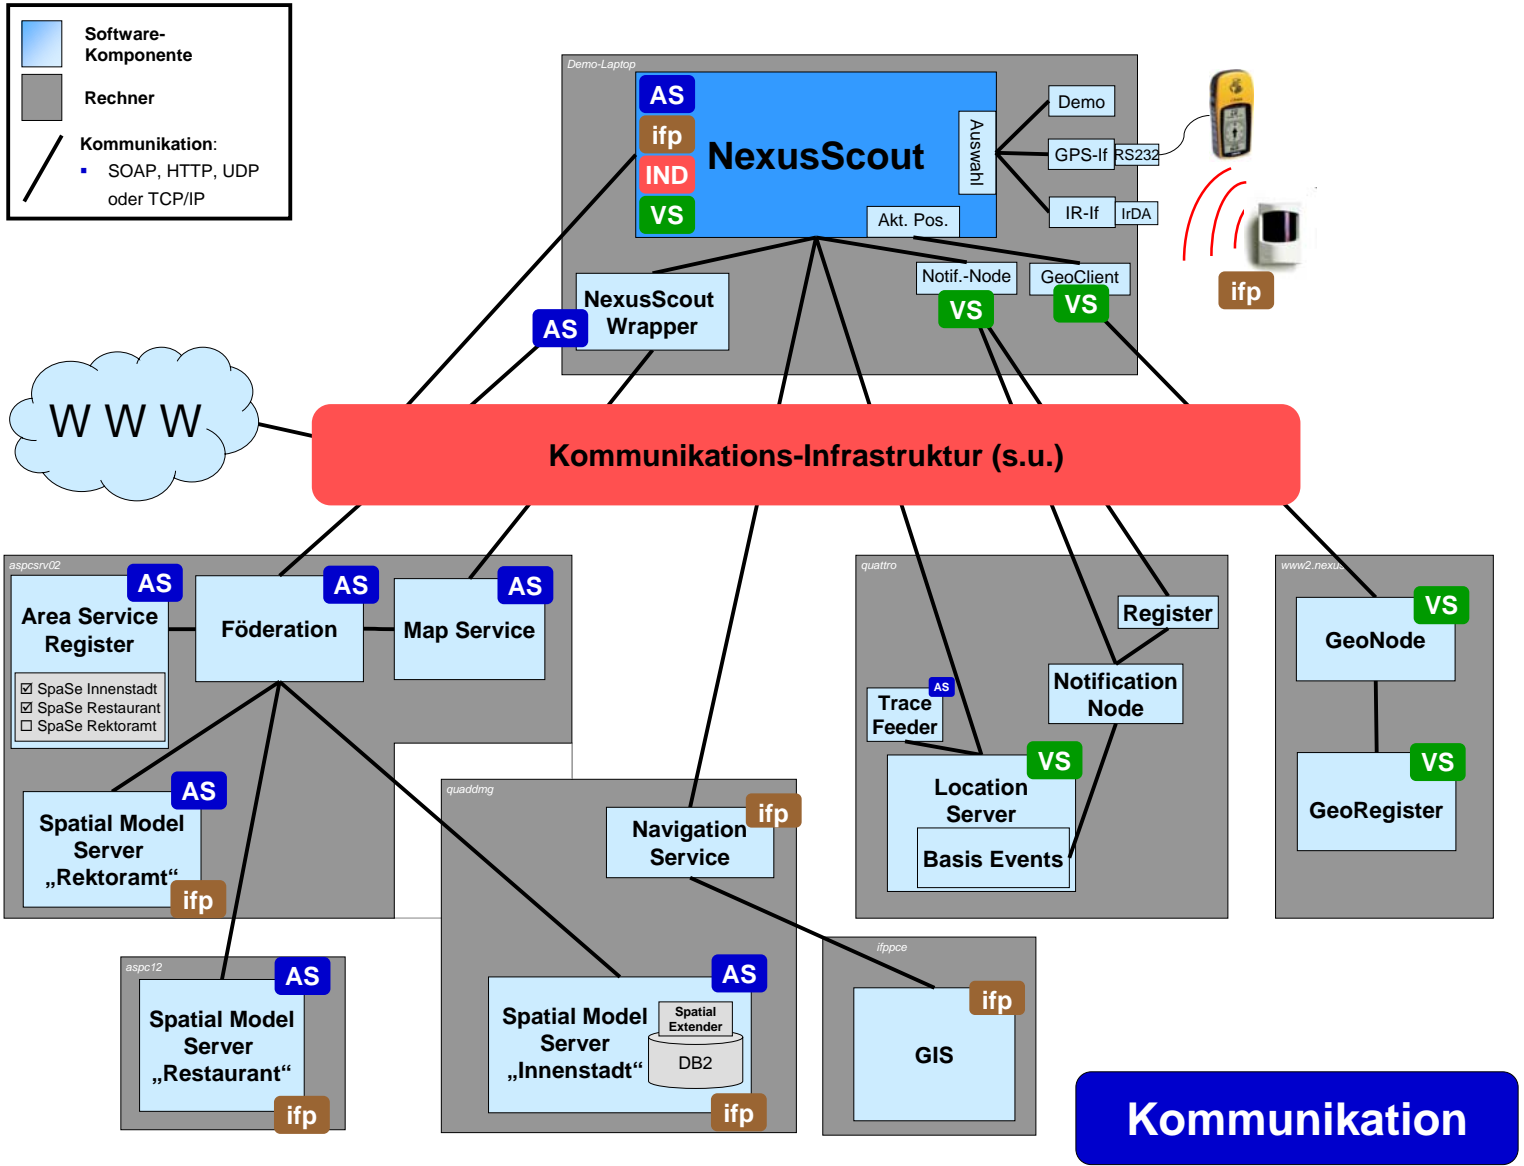 Software-
Komponente
Rechner
Kommunikation:
SOAP, HTTP, UDP
oder TCP/IP
Demo-Laptop
AS
ifp
IND
VS
NexusScout
Auswahl
Akt. Pos.
Demo
GPS-If
RS232
IR-If
IrDA
ifp
NexusScout
Wrapper
AS
Notif.-Node
VS
GeoClient
VS
W W W
Kommunikations-Infrastruktur (s.u.)
aspcsrv02
Area Service
Register
AS
SpaSe Innenstadt
SpaSe Restaurant
SpaSe Rektoramt
Föderation
AS
Map Service
AS
Spatial Model
Server
„Rektoramt“
AS
ifp
aspc12
Spatial Model
Server
„Restaurant“
AS
ifp
quaddmg
Navigation
Service
ifp
Spatial Model
Server
„Innenstadt“
AS
Spatial
Extender
DB2
ifp
quattro
Register
Notification
Node
Trace
Feeder
AS
Location
Server
VS
Basis Events
ifppce
GIS
ifp
www2.nexus
GeoNode
VS
GeoRegister
VS
Kommunikation